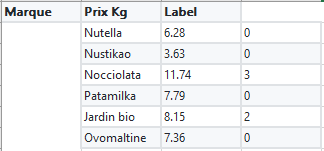 Marque Prix Kg Label
Nutella 6.28 0
Nustikao 3.63 0
Nocciolata 11.74 3
Patamilka 7.79 0
Jardin bio 8.15 2
Ovomaltine 7.36 0